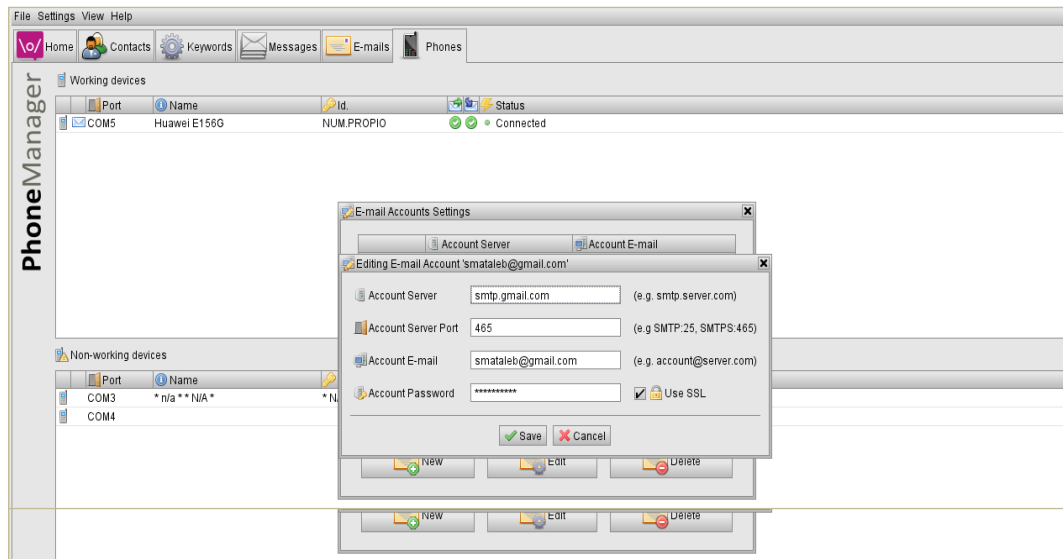 File Settings View Help
\o/ Home Contacts Keywords Messages E-mails Phones
PhoneManager
Working devices
Port Name Id. Status
COM5 Huawei E156G NUM.PROPIO Connected
E-mail Accounts Settings
Account Server Account E-mail
Editing E-mail Account 'smataleb@gmail.com'
Account Server smtp.gmail.com (e.g. smtp.server.com)
Account Server Port 465 (e.g SMTP:25, SMTPS:465)
Account E-mail smataleb@gmail.com (e.g. account@server.com)
Account Password ********** Use SSL
Save Cancel
Non-working devices
Port Name
COM3 * n/a * * N/A * * N/
COM4
New Edit Delete
New Edit Delete